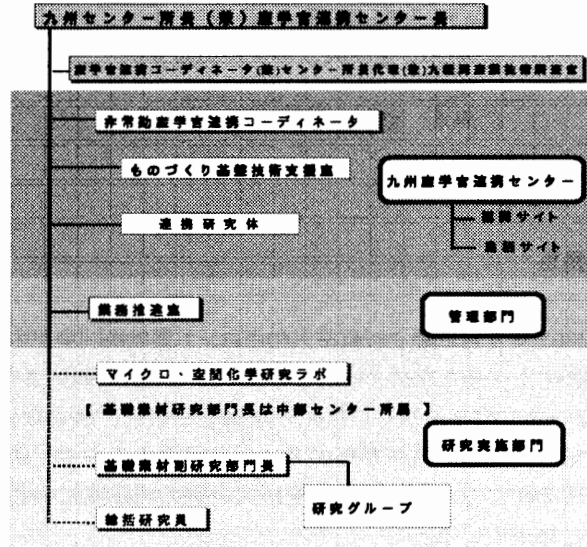 九州センター所長(兼)産学官連携センター長
産学官連携コーディネータ(兼)センター所長代理(兼)九経局産業技術調査官
非常勤産学官連携コーディネータ
ものづくり基盤技術支援室
九州産学官連携センター
連携研究体
福岡サイト
鳥栖サイト
業務推進室
管理部門
マイクロ・空間化学研究ラボ
【 基礎素材研究部門長は中部センター所属 】
研究実施部門
基礎素材副研究部門長
研究グループ
総括研究員